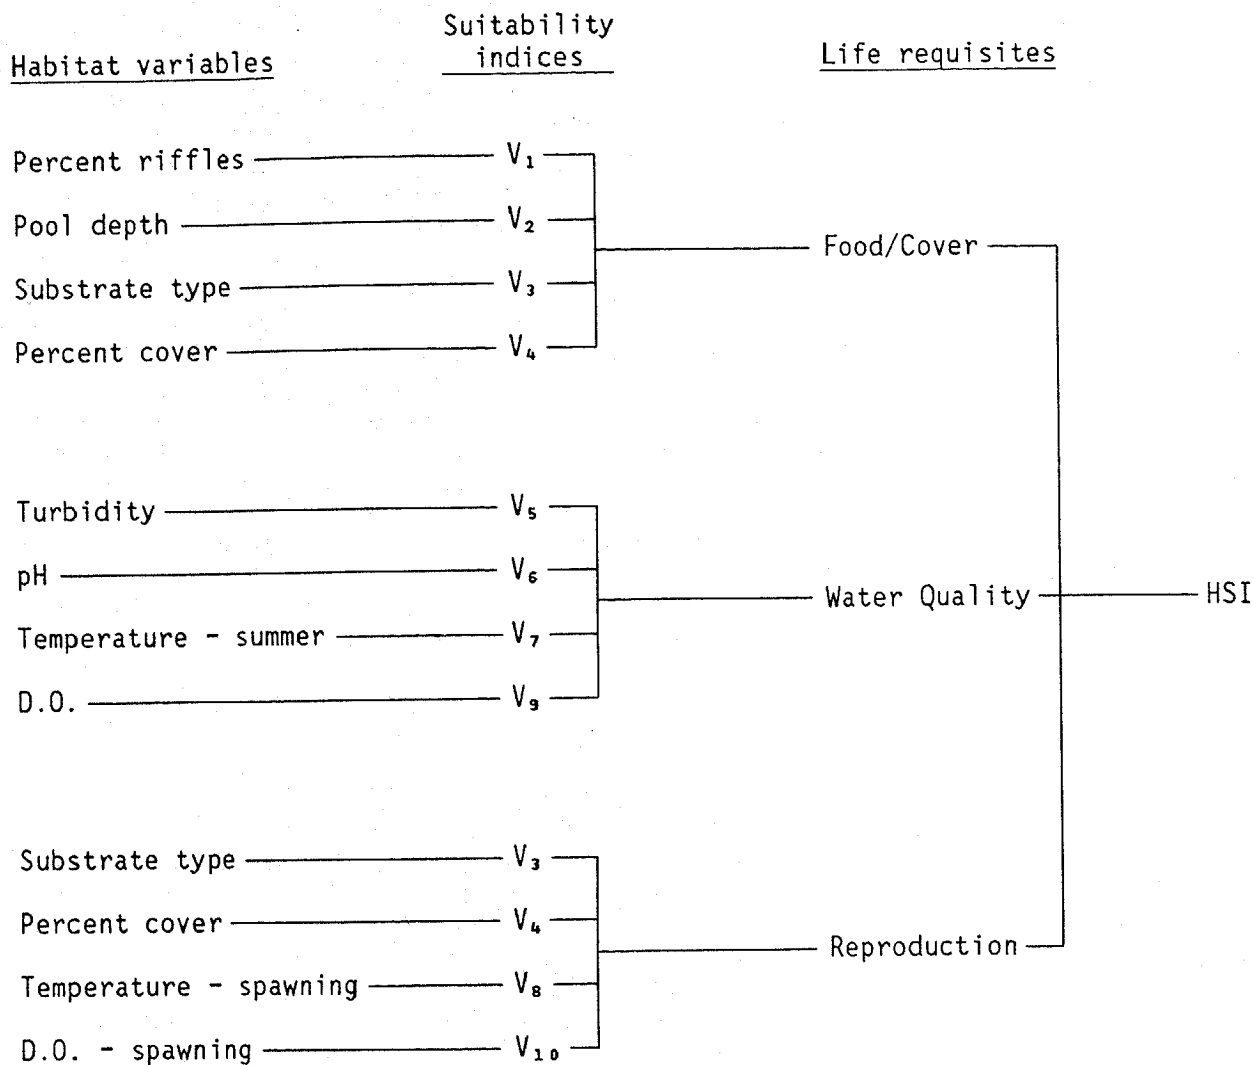 Habitat variables
Suitability
indices
Life requisites
Percent riffles V₁
Pool depth V₂
Substrate type V₃
Percent cover V₄
Food/Cover
Turbidity V₅
pH V₆
Temperature - summer V₇
D.O. V₉
Water Quality
HSI
Substrate type V₃
Percent cover V₄
Temperature - spawning V₈
D.O. - spawning V₁₀
Reproduction